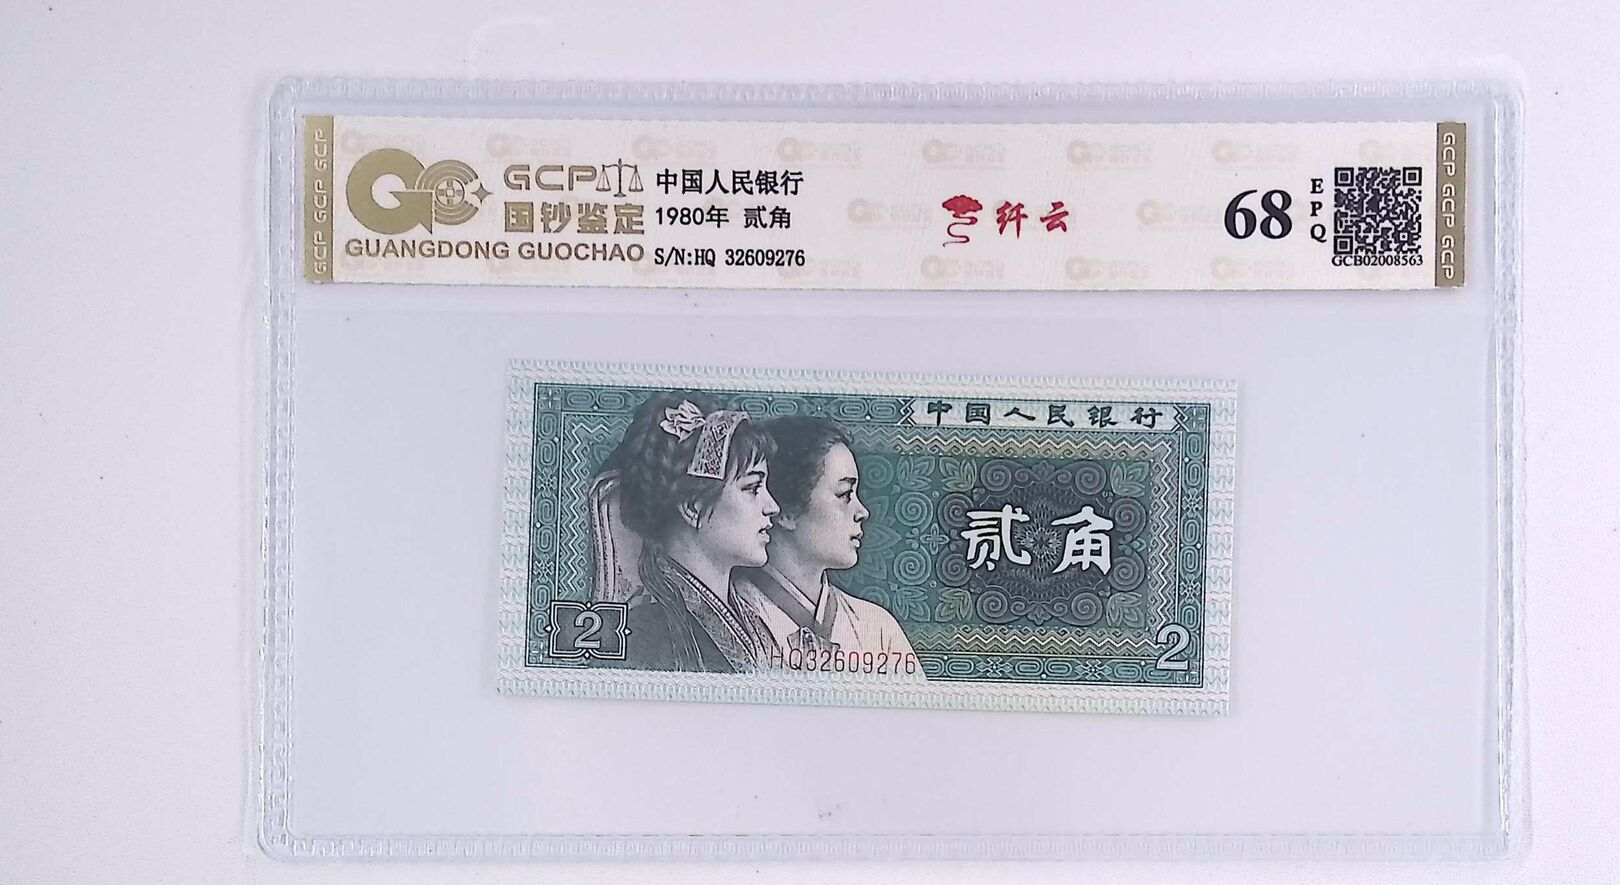 GCP
国钞鉴定
GUANGDONG GUOCHAO
中国人民银行
1980年 贰角
S/N:HQ 32609276
纤云
68
EPQ
GCB02008563
GCP GCP GCP
GCP GCP GCP
中国人民银行
贰角
2
2
HQ32609276